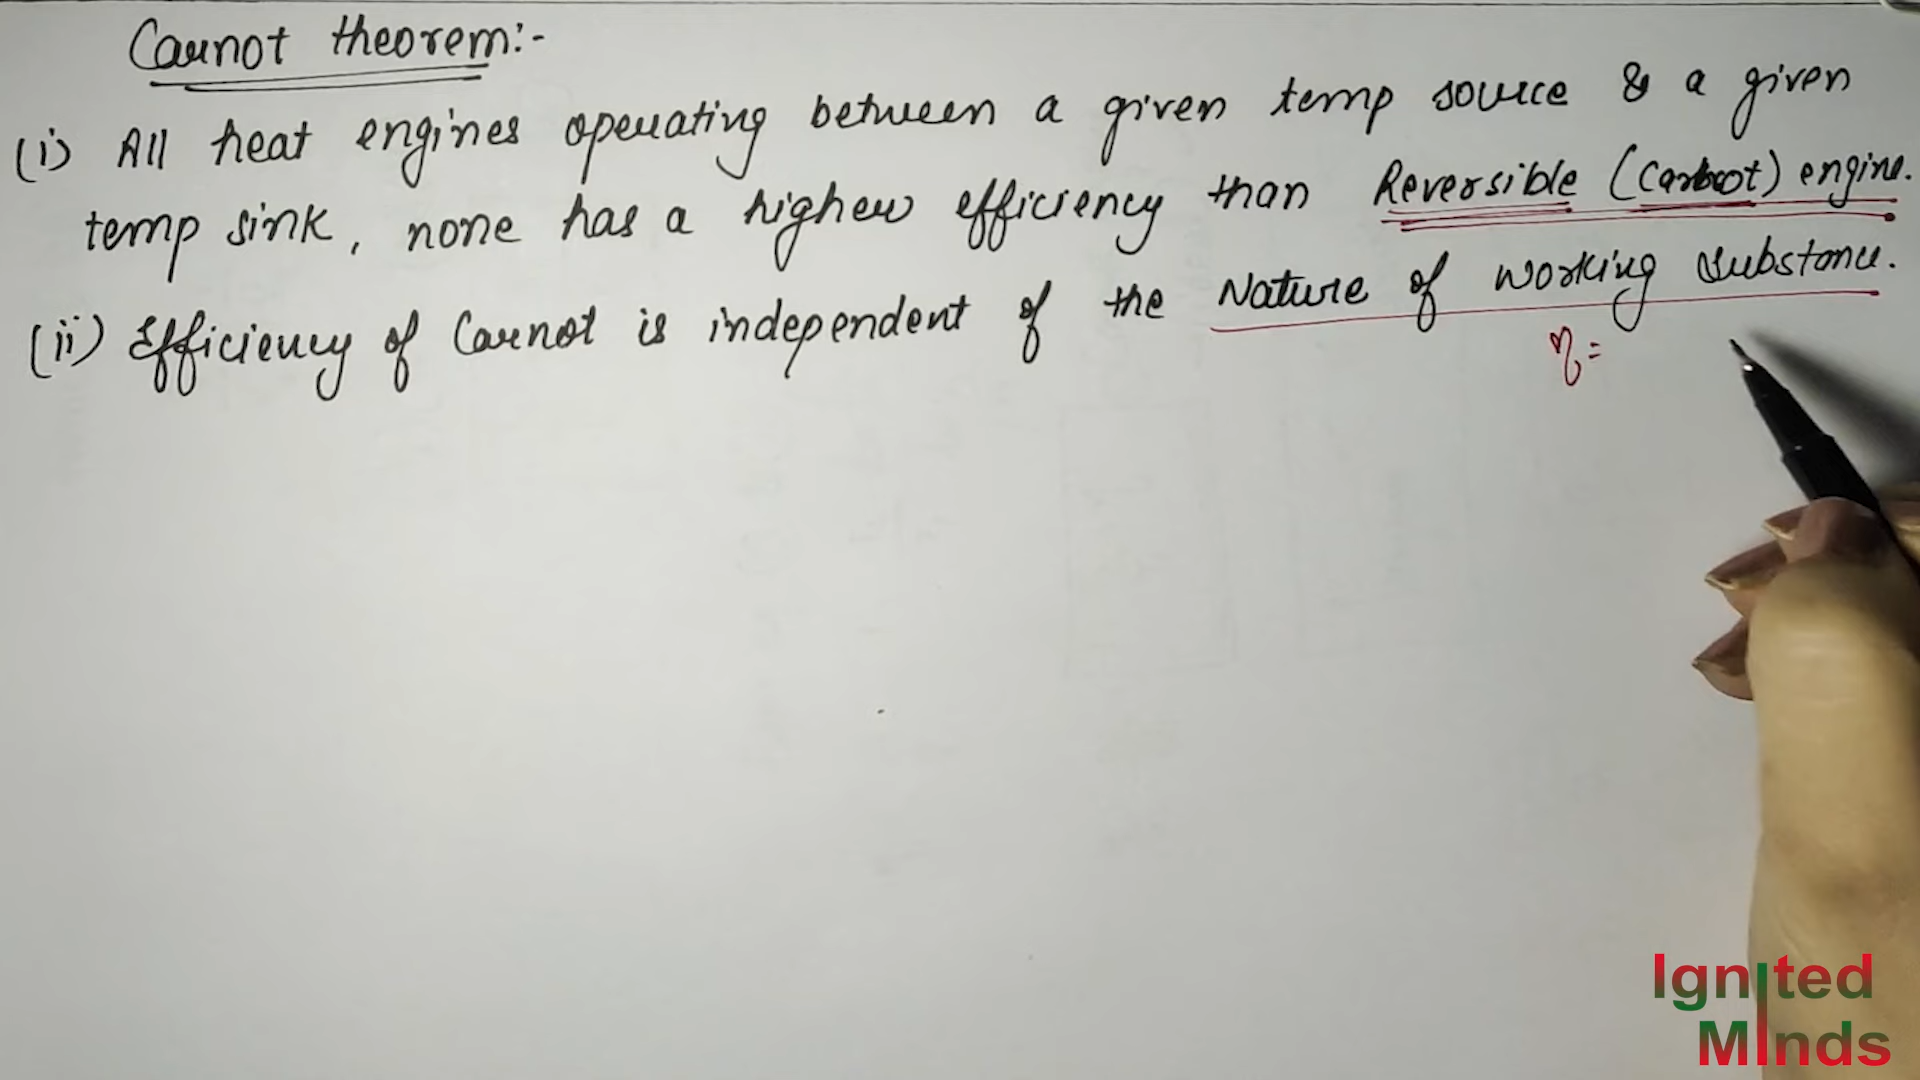 Carnot theorem:-
(i) All heat engines operating between a given temp source & a given
temp sink, none has a higher efficiency than Reversible (Carnot) engine.
(ii) Efficiency of Carnot is independent of the Nature of working substance.
η =
Ignited
Minds